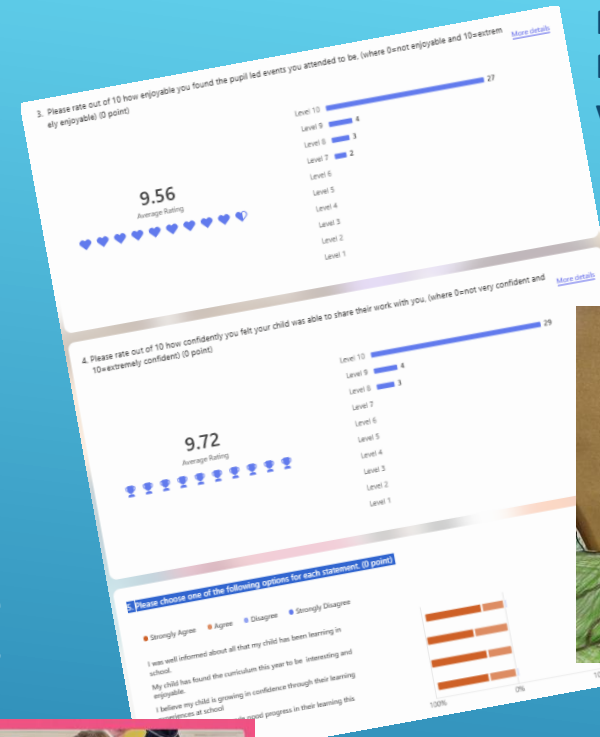 3. Please rate out of 10 how enjoyable you found the pupil led events you attended to be. (where 0=not enjoyable and 10=extrem
ely enjoyable) (0 point)
More details
9.56
Average Rating
Level 10 27
Level 9 4
Level 8 3
Level 7 2
Level 6
Level 5
Level 4
Level 3
Level 2
Level 1
4. Please rate out of 10 how confidently you felt your child was able to share their work with you. (where 0=not very confident and
10=extremely confident) (0 point)
More details
9.72
Average Rating
Level 10 29
Level 9 4
Level 8 3
Level 7
Level 6
Level 5
Level 4
Level 3
Level 2
Level 1
5. Please choose one of the following options for each statement. (0 point)
Strongly Agree Agree Disagree Strongly Disagree
I was well informed about all that my child has been learning in
school.
My child has found the curriculum this year to be interesting and
enjoyable.
I believe my child is growing in confidence through their learning
experiences at school
good progress in their learning this
100% 0%